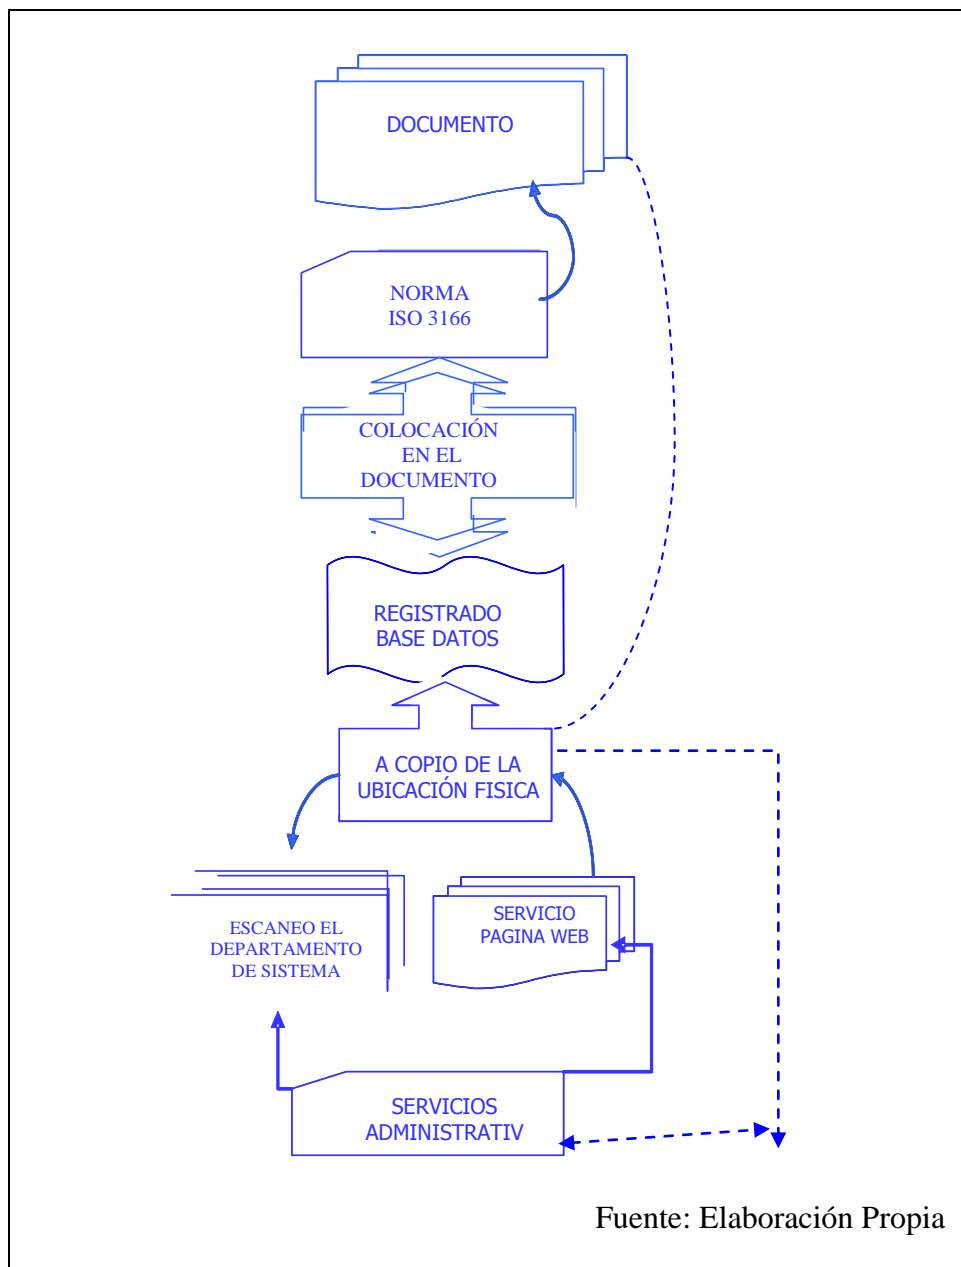 DOCUMENTO
NORMA
ISO 3166
COLOCACIÓN
EN EL
DOCUMENTO
REGISTRADO
BASE DATOS
A COPIO DE LA
UBICACIÓN FISICA
ESCANEO EL
DEPARTAMENTO
DE SISTEMA
SERVICIO
PAGINA WEB
SERVICIOS
ADMINISTRATIV
Fuente: Elaboración Propia